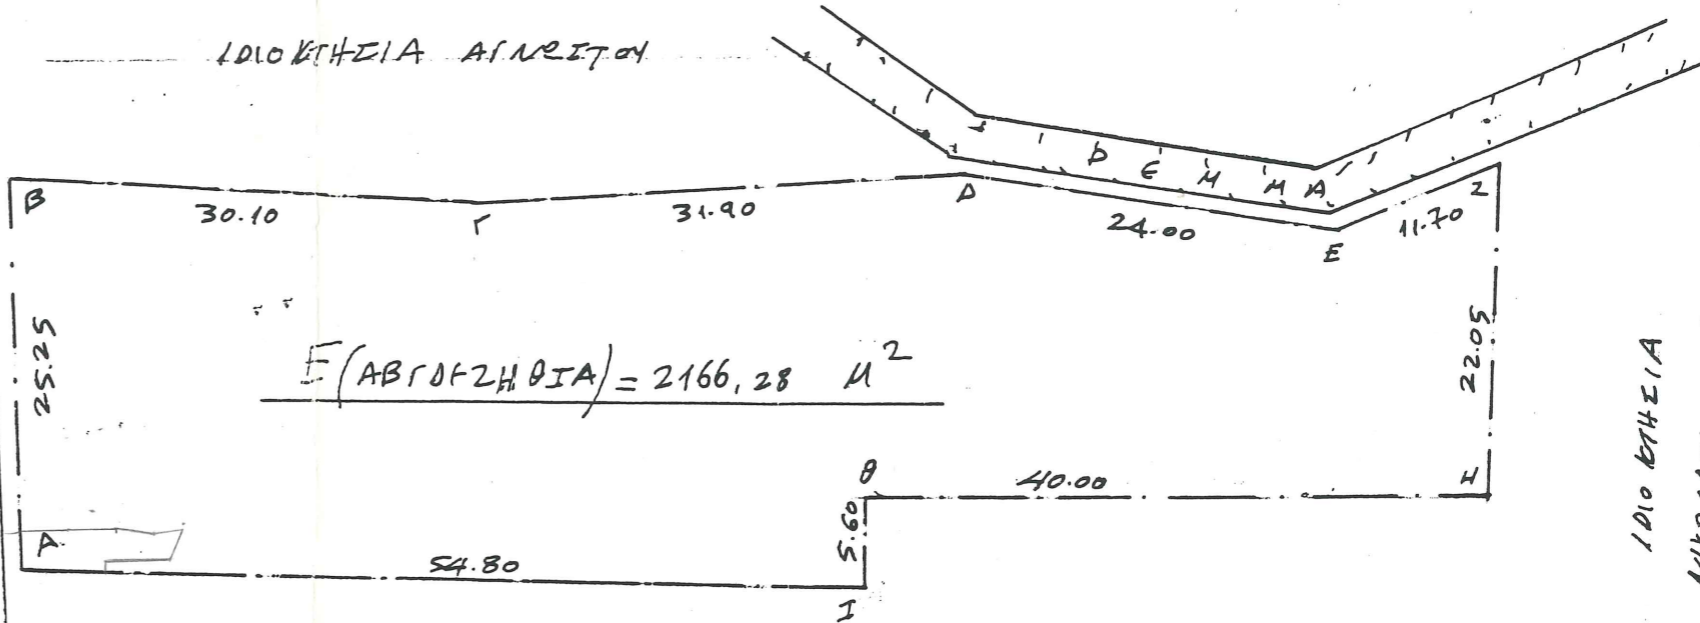 ΙΔΙΟΚΤΗΣΙΑ ΑΓΝΩΣΤΟΥ
Ρ Ε Μ Μ Α
Β
30.10
Γ
31.90
Δ
24.00
Ε
11.70
Ζ
25.25
Ε(ΑΒΓΔΕΖΗΘΙΑ) = 2166,28 Μ²
22.05
ΙΔΙΟΚΤΗΣΙΑ
Θ
40.00
Η
5.60
Α
54.80
Ι